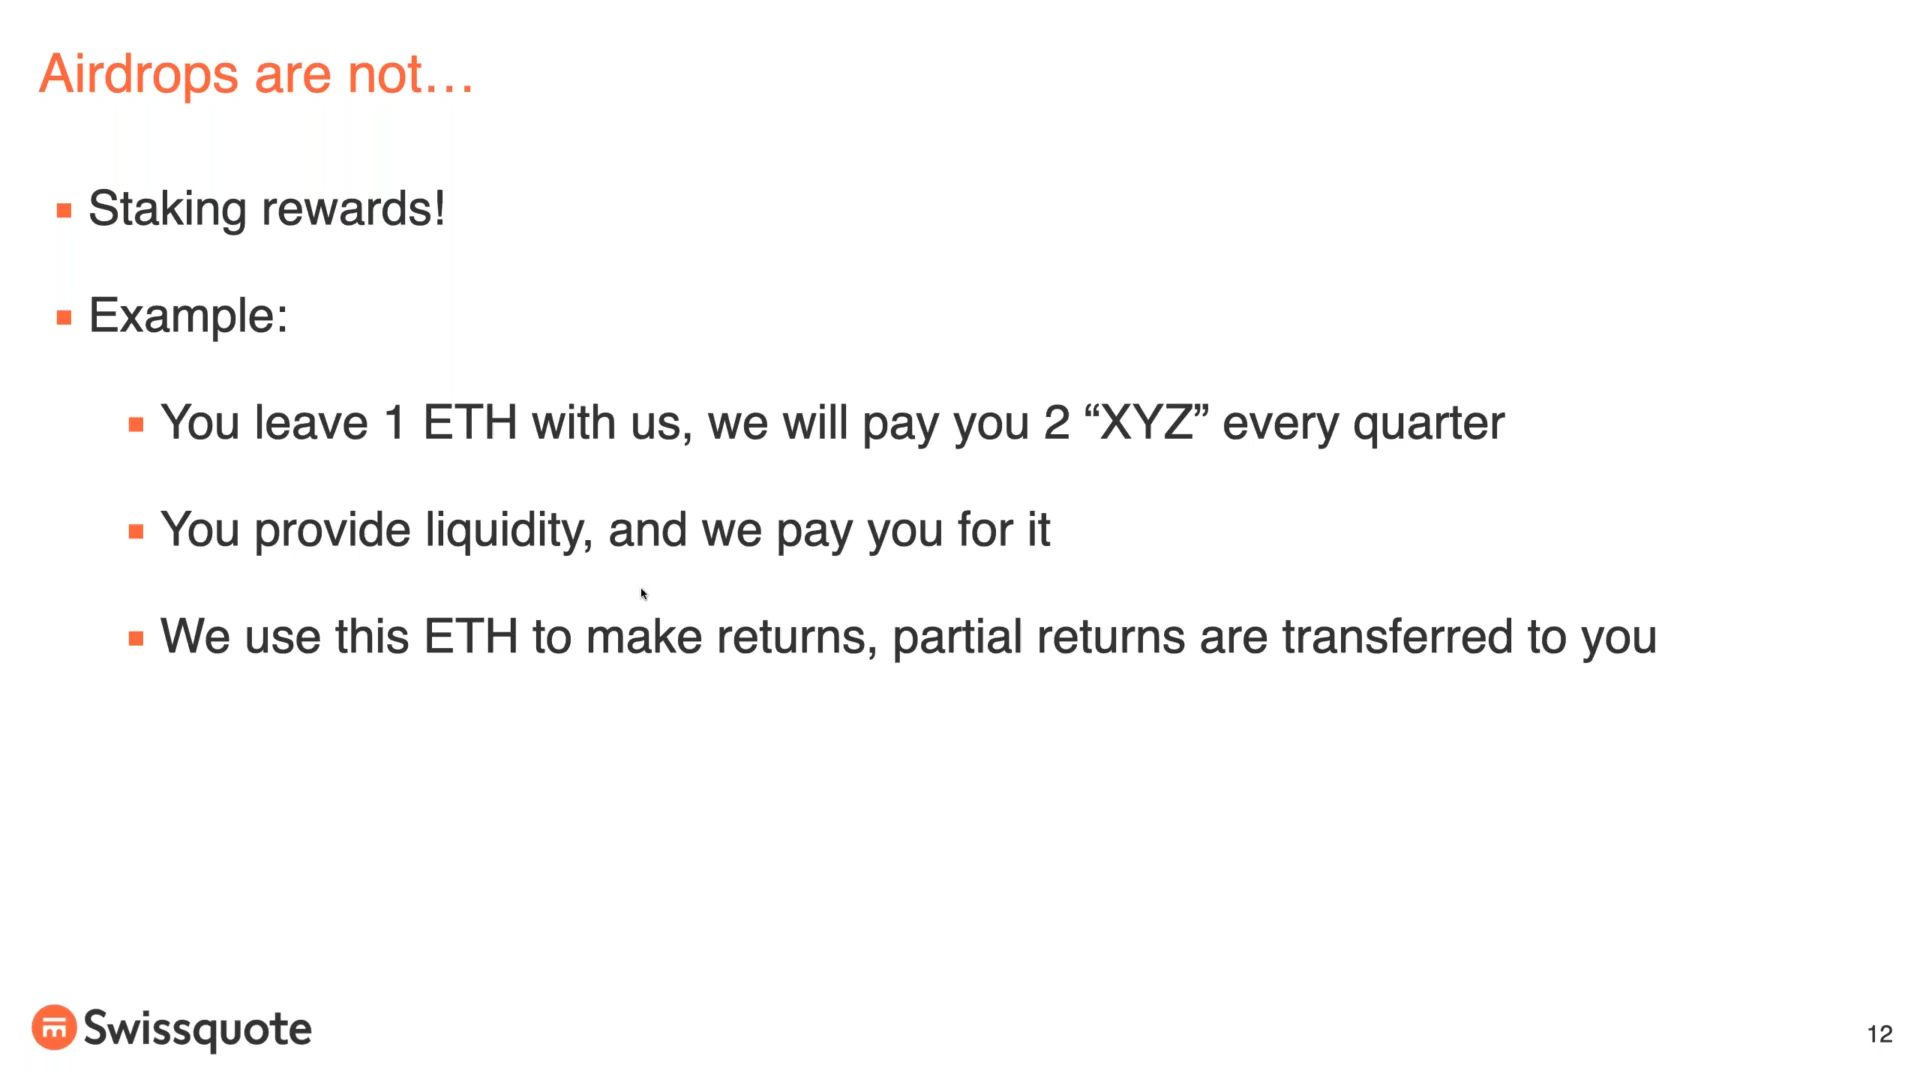 Airdrops are not…
Staking rewards!
Example:
You leave 1 ETH with us, we will pay you 2 “XYZ” every quarter
You provide liquidity, and we pay you for it
We use this ETH to make returns, partial returns are transferred to you
Swissquote
12